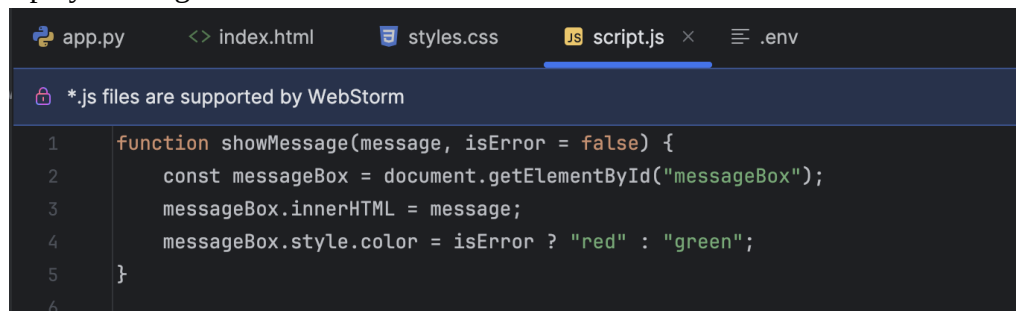 app.py index.html styles.css JS script.js × .env
*.js files are supported by WebStorm
1 function showMessage(message, isError = false) {
2 const messageBox = document.getElementById("messageBox");
3 messageBox.innerHTML = message;
4 messageBox.style.color = isError ? "red" : "green";
5 }
6